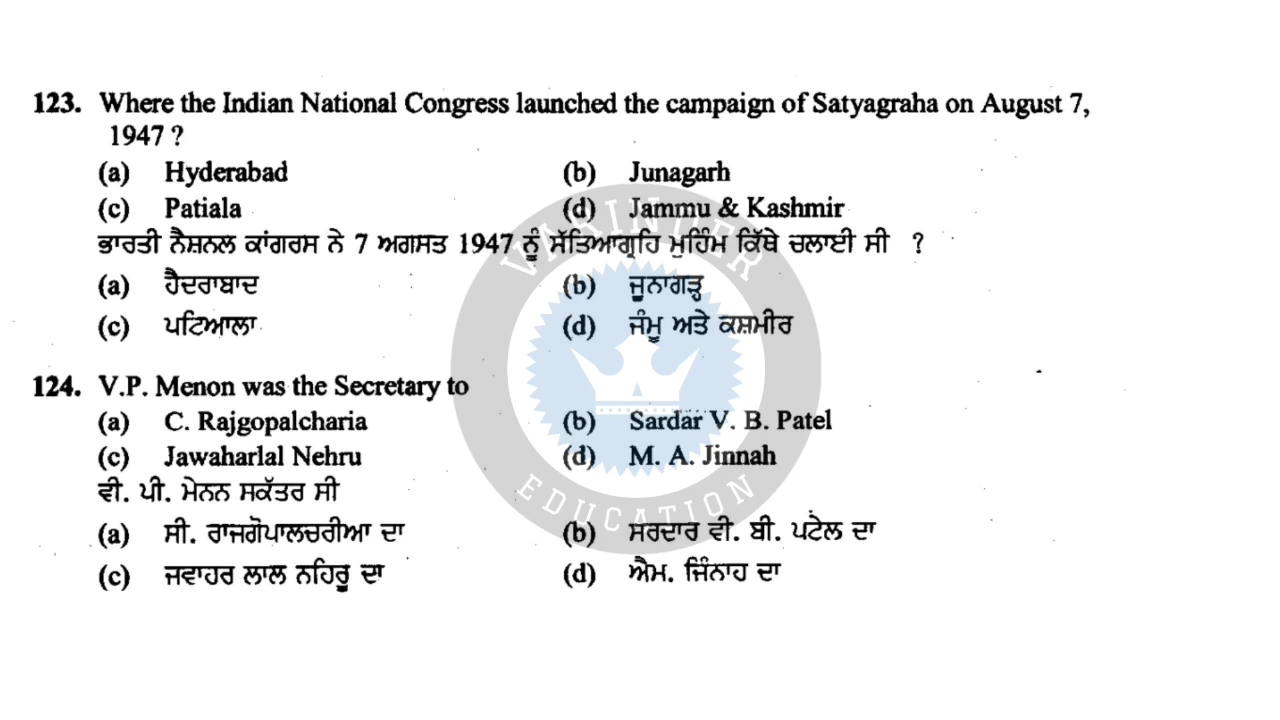 123. Where the Indian National Congress launched the campaign of Satyagraha on August 7,
1947 ?
(a) Hyderabad (b) Junagarh
(c) Patiala (d) Jammu & Kashmir
ਭਾਰਤੀ ਨੈਸ਼ਨਲ ਕਾਂਗਰਸ ਨੇ 7 ਅਗਸਤ 1947 ਨੂੰ ਸੱਤਿਆਗ੍ਰਹਿ ਮੁਹਿੰਮ ਕਿੱਥੇ ਚਲਾਈ ਸੀ ?
(a) ਹੈਦਰਾਬਾਦ (b) ਜੂਨਾਗੜ੍ਹ
(c) ਪਟਿਆਲਾ (d) ਜੰਮੂ ਅਤੇ ਕਸ਼ਮੀਰ
124. V.P. Menon was the Secretary to
(a) C. Rajgopalcharia (b) Sardar V. B. Patel
(c) Jawaharlal Nehru (d) M. A. Jinnah
ਵੀ. ਪੀ. ਮੇਨਨ ਸਕੱਤਰ ਸੀ
(a) ਸੀ. ਰਾਜਗੋਪਾਲਚਰੀਆ ਦਾ (b) ਸਰਦਾਰ ਵੀ. ਬੀ. ਪਟੇਲ ਦਾ
(c) ਜਵਾਹਰ ਲਾਲ ਨਹਿਰੂ ਦਾ (d) ਐਮ. ਜਿੰਨਾਹ ਦਾ
VARINDER
EDUCATION